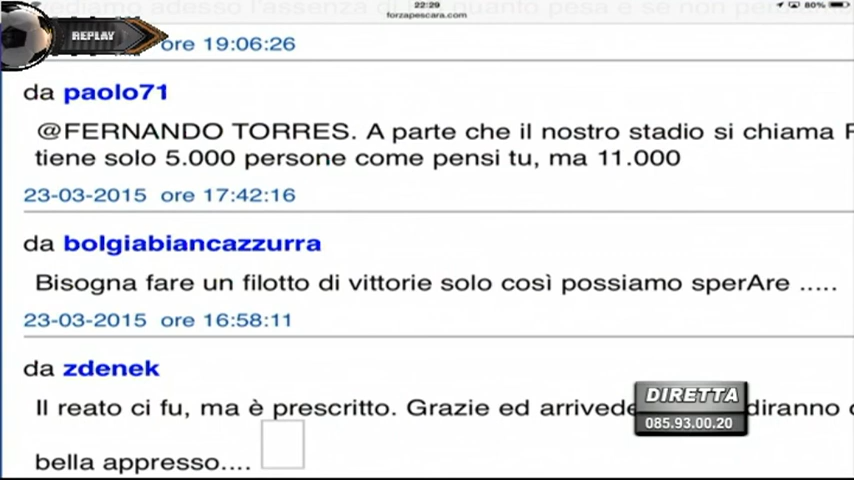 22:29
80%
forzapescara.com
REPLAY
ore 19:06:26
da paolo71
@FERNANDO TORRES. A parte che il nostro stadio si chiama
tiene solo 5.000 persone come pensi tu, ma 11.000
23-03-2015 ore 17:42:16
da bolgiabiancazzurra
Bisogna fare un filotto di vittorie solo così possiamo sperAre .....
23-03-2015 ore 16:58:11
da zdenek
Il reato ci fu, ma è prescritto. Grazie ed arrivede diranno
DIRETTA
085.93.00.20
bella appresso....